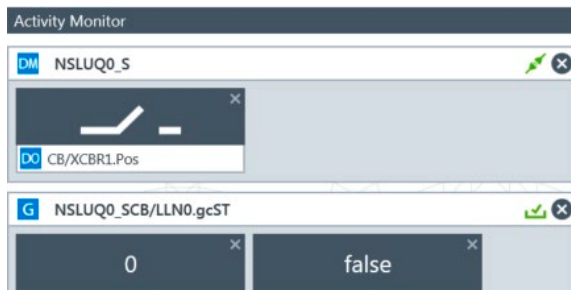 Activity Monitor
DM NSLUQ0_S
DO CB/XCBR1.Pos
G NSLUQ0_SCB/LLN0.gcST
0 false